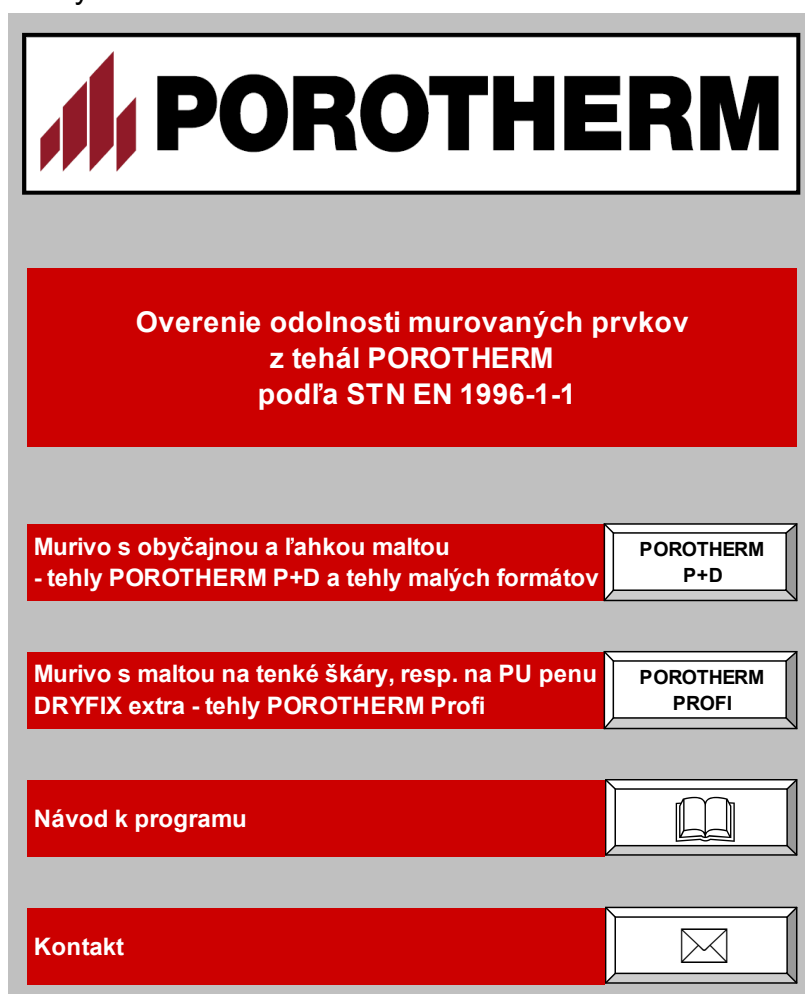 POROTHERM
Overenie odolnosti murovaných prvkov
z tehál POROTHERM
podľa STN EN 1996-1-1
Murivo s obyčajnou a ľahkou maltou
- tehly POROTHERM P+D a tehly malých formátov
POROTHERM
P+D
Murivo s maltou na tenké škáry, resp. na PU penu
DRYFIX extra - tehly POROTHERM Profi
POROTHERM
PROFI
Návod k programu
Kontakt